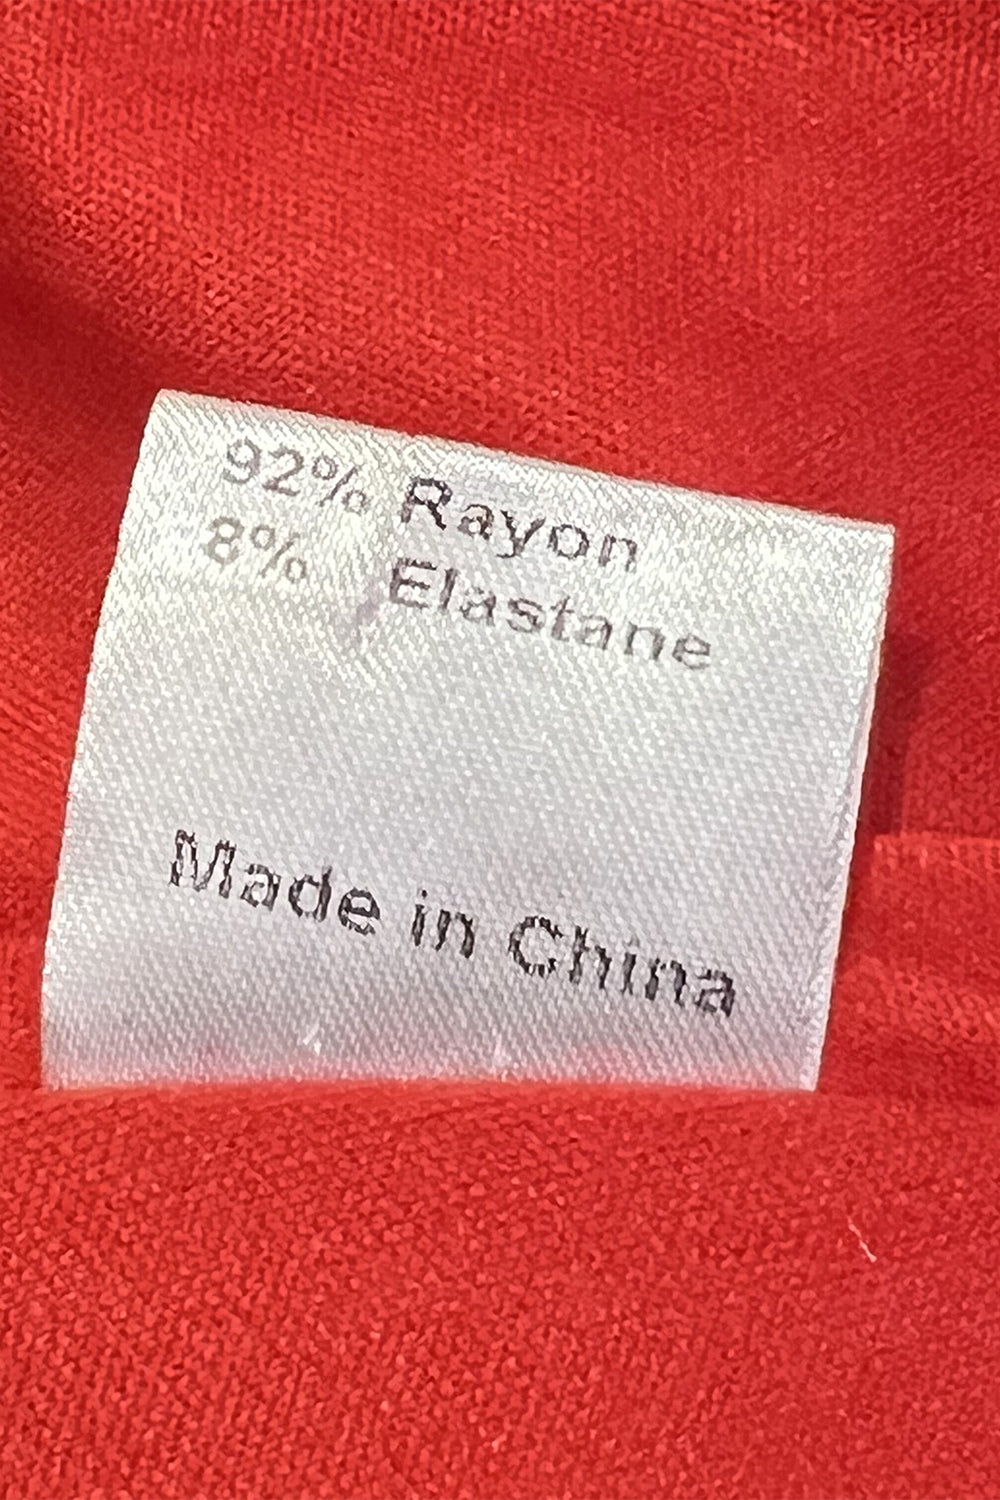 92% Rayon
8% Elastane
Made in China